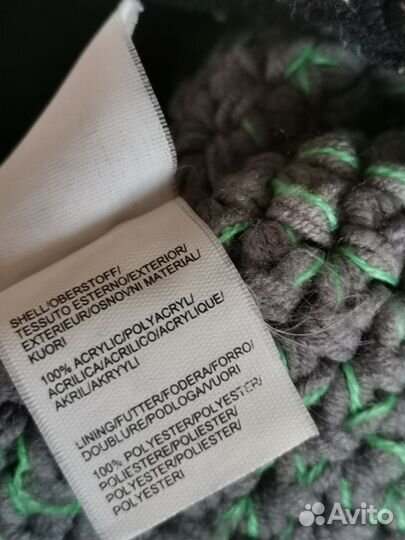 SHELL/OBERSTOFF/
TESSUTO ESTERNO/EXTERIOR/
EXTERIEUR/OSNOVNI MATERIAL/
KUORI
100% ACRYLIC/POLYACRYL/
ACRILICA/ACRILICO/ACRYLIQUE/
AKRIL/AKRYYLI
LINING/FUTTER/FODERA/FORRO/
DOUBLURE/PODLOGA/VUORI
100% POLYESTER/POLYESTER/
POLIESTERE/POLIESTER/
POLYESTER/POLIESTER/
POLYESTERI
Avito